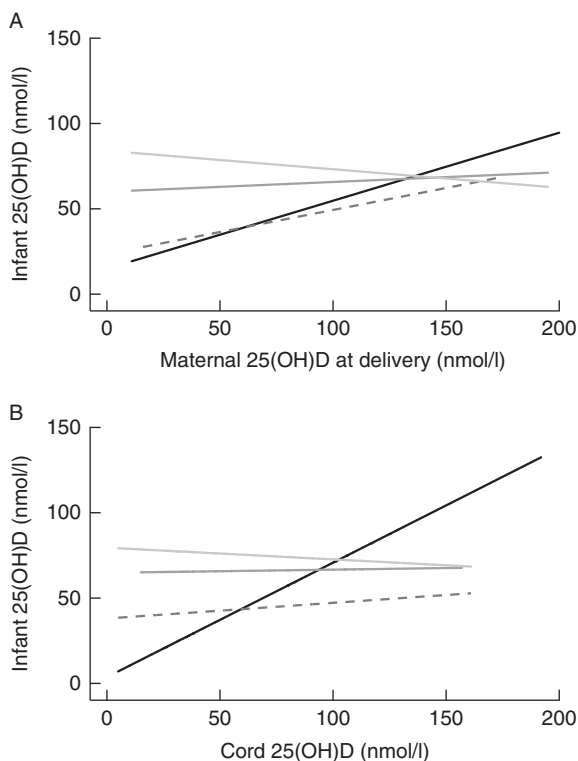 A
150
100
50
0
Infant 25(OH)D (nmol/l)
0 50 100 150 200
Maternal 25(OH)D at delivery (nmol/l)
B
150
100
50
0
Infant 25(OH)D (nmol/l)
0 50 100 150 200
Cord 25(OH)D (nmol/l)